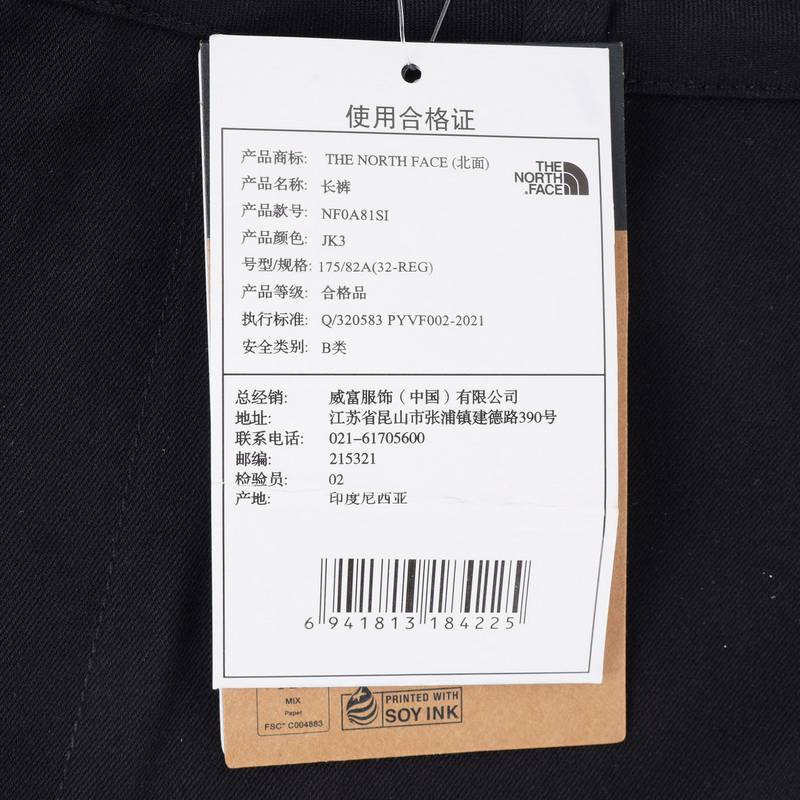 使用合格证
产品商标: THE NORTH FACE (北面)
THE
NORTH
FACE
产品名称: 长裤
产品款号: NF0A81SI
产品颜色: JK3
号型/规格: 175/82A(32-REG)
产品等级: 合格品
执行标准: Q/320583 PYVF002-2021
安全类别: B类
总经销: 威富服饰（中国）有限公司
地址: 江苏省昆山市张浦镇建德路390号
联系电话: 021-61705600
邮编: 215321
检验员: 02
产地: 印度尼西亚
6 941813 184225
MIX
Paper
FSC® C004883
PRINTED WITH
SOY INK